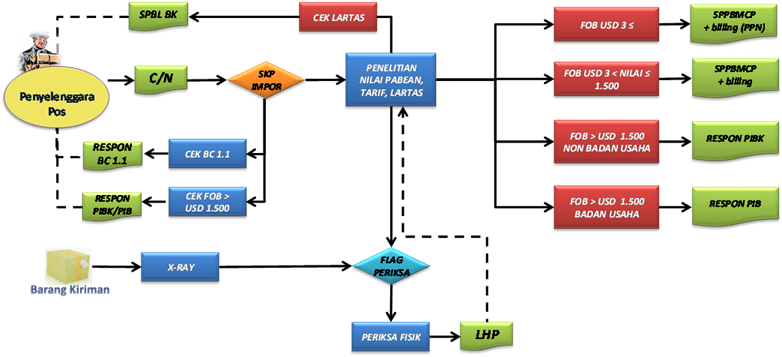 SPBL BK
CEK LARTAS
FOB USD 3 ≤
SPPBMCP
+ billing (PPN)
Penyelenggara
Pos
C/N
SKP
IMPOR
PENELITIAN
NILAI PABEAN,
TARIF, LARTAS
FOB USD 3 < NILAI ≤
1.500
SPPBMCP
+ billing
RESPON
BC 1.1
CEK BC 1.1
FOB > USD 1.500
NON BADAN USAHA
RESPON PIBK
RESPON
PIBK/PIB
CEK FOB >
USD 1.500
FOB > USD 1.500
BADAN USAHA
RESPON PIB
Barang Kiriman
X-RAY
FLAG
PERIKSA
PERIKSA FISIK
LHP